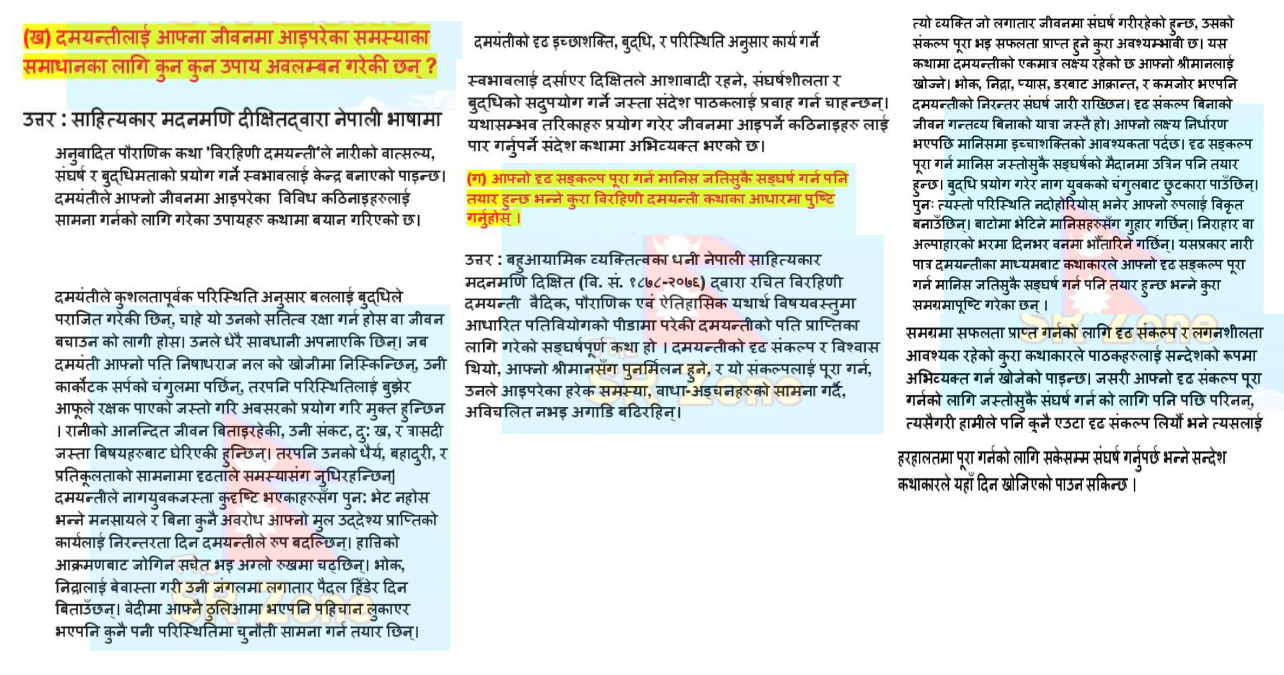 (ख) दमयन्तीलाई आफ्ना जीवनमा आइपरेका समस्याका
समाधानका लागि कुन कुन उपाय अवलम्बन गरेकी छन् ?
उत्तर : साहित्यकार मदनमणि दीक्षितद्वारा नेपाली भाषामा
अनुवादित पौराणिक कथा 'विरहिणी दमयन्ती'ले नारीको वात्सल्य,
संघर्ष र बुद्धिमताको प्रयोग गर्ने स्वभावलाई केन्द्र बनाएको पाइन्छ।
दमयंतीले आफ्नो जीवनमा आइपरेका विविध कठिनाइहरुलाई
सामना गर्नको लागि गरेका उपायहरु कथामा बयान गरिएको छ।
दमयंतीले कुशलतापूर्वक परिस्थिति अनुसार बललाई बुद्धिले
पराजित गरेकी छिन्, चाहे यो उनको सतित्व रक्षा गर्न होस वा जीवन
बचाउन को लागी होस। उनले धेरै सावधानी अपनाएकि छिन्। जब
दमयंती आफ्नो पति निषाधराज नल को खोजीमा निस्किन्छिन्, उनी
कार्कोटक सर्पको चंगुलमा पर्छिन्, तरपनि परिस्थितिलाई बुझेर
आफूले रक्षक पाएको जस्तो गरि अवसरको प्रयोग गरि मुक्त हुन्छिन
। रानीको आनन्दित जीवन बिताइरहेकी, उनी संकट, दु: ख, र त्रासदी
जस्ता बिषयहरुबाट घेरिएकी हुन्छिन्। तरपनि उनको धैर्य, बहादुरी, र
प्रतिकूलताको सामनामा दृढताले समस्यासंग जुधिरहन्छिन्|
दमयन्तीले नागयुवकजस्ता कुदृष्टि भएकाहरुसँग पुन: भेट नहोस
भन्ने मनसायले र बिना कुनै अवरोध आफ्नो मुल उद्देश्य प्राप्तिको
कार्यलाई निरन्तरता दिन दमयन्तीले रुप बदल्छिन्। हात्तिको
आक्रमणबाट जोगिन सचेत भइ अग्लो रुखमा चढ्छिन्। भोक,
निद्रालाई बेवास्ता गरी उनी जंगलमा लगातार पैदल हिँडेर दिन
बिताउँछन्। वेदीमा आफ्नै ठुलिआमा भएपनि पहिचान लुकाएर
भएपनि कुनै पनी परिस्थितिमा चुनौती सामना गर्न तयार छिन्।
दमयंतीको दृढ इच्छाशक्ति, बुद्धि, र परिस्थिति अनुसार कार्य गर्ने
स्वभावलाई दर्साएर दिक्षितले आशावादी रहने, संघर्षशीलता र
बुद्धिको सदुपयोग गर्ने जस्ता संदेश पाठकलाई प्रवाह गर्न चाहन्छन्।
यथासम्भव तरिकाहरु प्रयोग गरेर जीवनमा आइपर्ने कठिनाइहरु लाई
पार गर्नुपर्ने संदेश कथामा अभिव्यक्त भएको छ।
(ग) आफ्नो दृढ सङ्कल्प पूरा गर्न मानिस जतिसुकै सङ्घर्ष गर्न पनि
तयार हुन्छ भन्ने कुरा विरहिणी दमयन्ती कथाका आधारमा पुष्टि
गर्नुहोस् ।
उत्तर : बहुआयामिक व्यक्तित्वका धनी नेपाली साहित्यकार
मदनमणि दिक्षित (वि. सं. १८७८-२०७६) द्वारा रचित विरहिणी
दमयन्ती वैदिक, पौराणिक एवं ऐतिहासिक यथार्थ विषयवस्तुमा
आधारित पतिवियोगको पीडामा परेकी दमयन्तीको पति प्राप्तिका
लागि गरेको सङ्घर्षपूर्ण कथा हो । दमयन्तीको दृढ संकल्प र विश्वास
थियो, आफ्नो श्रीमानसँग पुनर्मिलन हुने, र यो संकल्पलाई पूरा गर्न,
उनले आइपरेका हरेक समस्या, वाधा-अड्चनहरुको सामना गर्दै,
अविचलित नभइ अगाडि बढिरहिन्।
त्यो व्यक्ति जो लगातार जीवनमा संघर्ष गरीरहेको हुन्छ, उसको
संकल्प पूरा भइ सफलता प्राप्त हुने कुरा अवश्यम्भावी छ। यस
कथामा दमयन्तीको एकमात्र लक्ष्य रहेको छ आफ्नो श्रीमानलाई
खोज्ने। भोक, निद्रा, प्यास, डरबाट आक्रान्त, र कमजोर भएपनि
दमयन्तीको निरन्तर संघर्ष जारी राख्छिन। दृढ संकल्प बिनाको
जीवन गन्तव्य बिनाको यात्रा जस्तै हो। आफ्नो लक्ष्य निर्धारण
भएपछि मानिसमा इच्छाशक्तिको आवश्यकता पर्दछ। दृढ सङ्कल्प
पूरा गर्न मानिस जस्तोसुकै सङ्घर्षको मैदानमा उत्रिन पनि तयार
हुन्छ। बुद्धि प्रयोग गरेर नाग युवकको चंगुलबाट छुटकारा पाउँछिन्।
पुनः त्यस्तो परिस्थिति नदोहोरियोस् भनेर आफ्नो रुपलाई विकृत
बनाउँछिन्। बाटोमा भेटिने मानिसहरुसँग गुहार गर्छिन्। निराहार वा
अल्पाहारको भरमा दिनभर वनमा भौंतारिने गर्छिन्। यसप्रकार नारी
पात्र दमयन्तीका माध्यमबाट कथाकारले आफ्नो दृढ सङ्कल्प पूरा
गर्न मानिस जतिसुकै सङ्घर्ष गर्न पनि तयार हुन्छ भन्ने कुरा
समग्रमापूष्टि गरेका छन् ।
समग्रमा सफलता प्राप्त गर्नको लागि दृढ संकल्प र लगनशीलता
आवश्यक रहेको कुरा कथाकारले पाठकहरुलाई सन्देशको रूपमा
अभिव्यक्त गर्न खोजेको पाइन्छ। जसरी आफ्नो दृढ संकल्प पूरा
गर्नको लागि जस्तोसुकै संघर्ष गर्न को लागि पनि पछि परिनन्,
त्यसैगरी हामीले पनि कुनै एउटा दृढ संकल्प लियौं भने त्यसलाई
हरहालतमा पूरा गर्नको लागि सकेसम्म संघर्ष गर्नुपर्छ भन्ने सन्देश
कथाकारले यहाँ दिन खोजिएको पाउन सकिन्छ ।
SR Zone
SR Zone
SR Zone